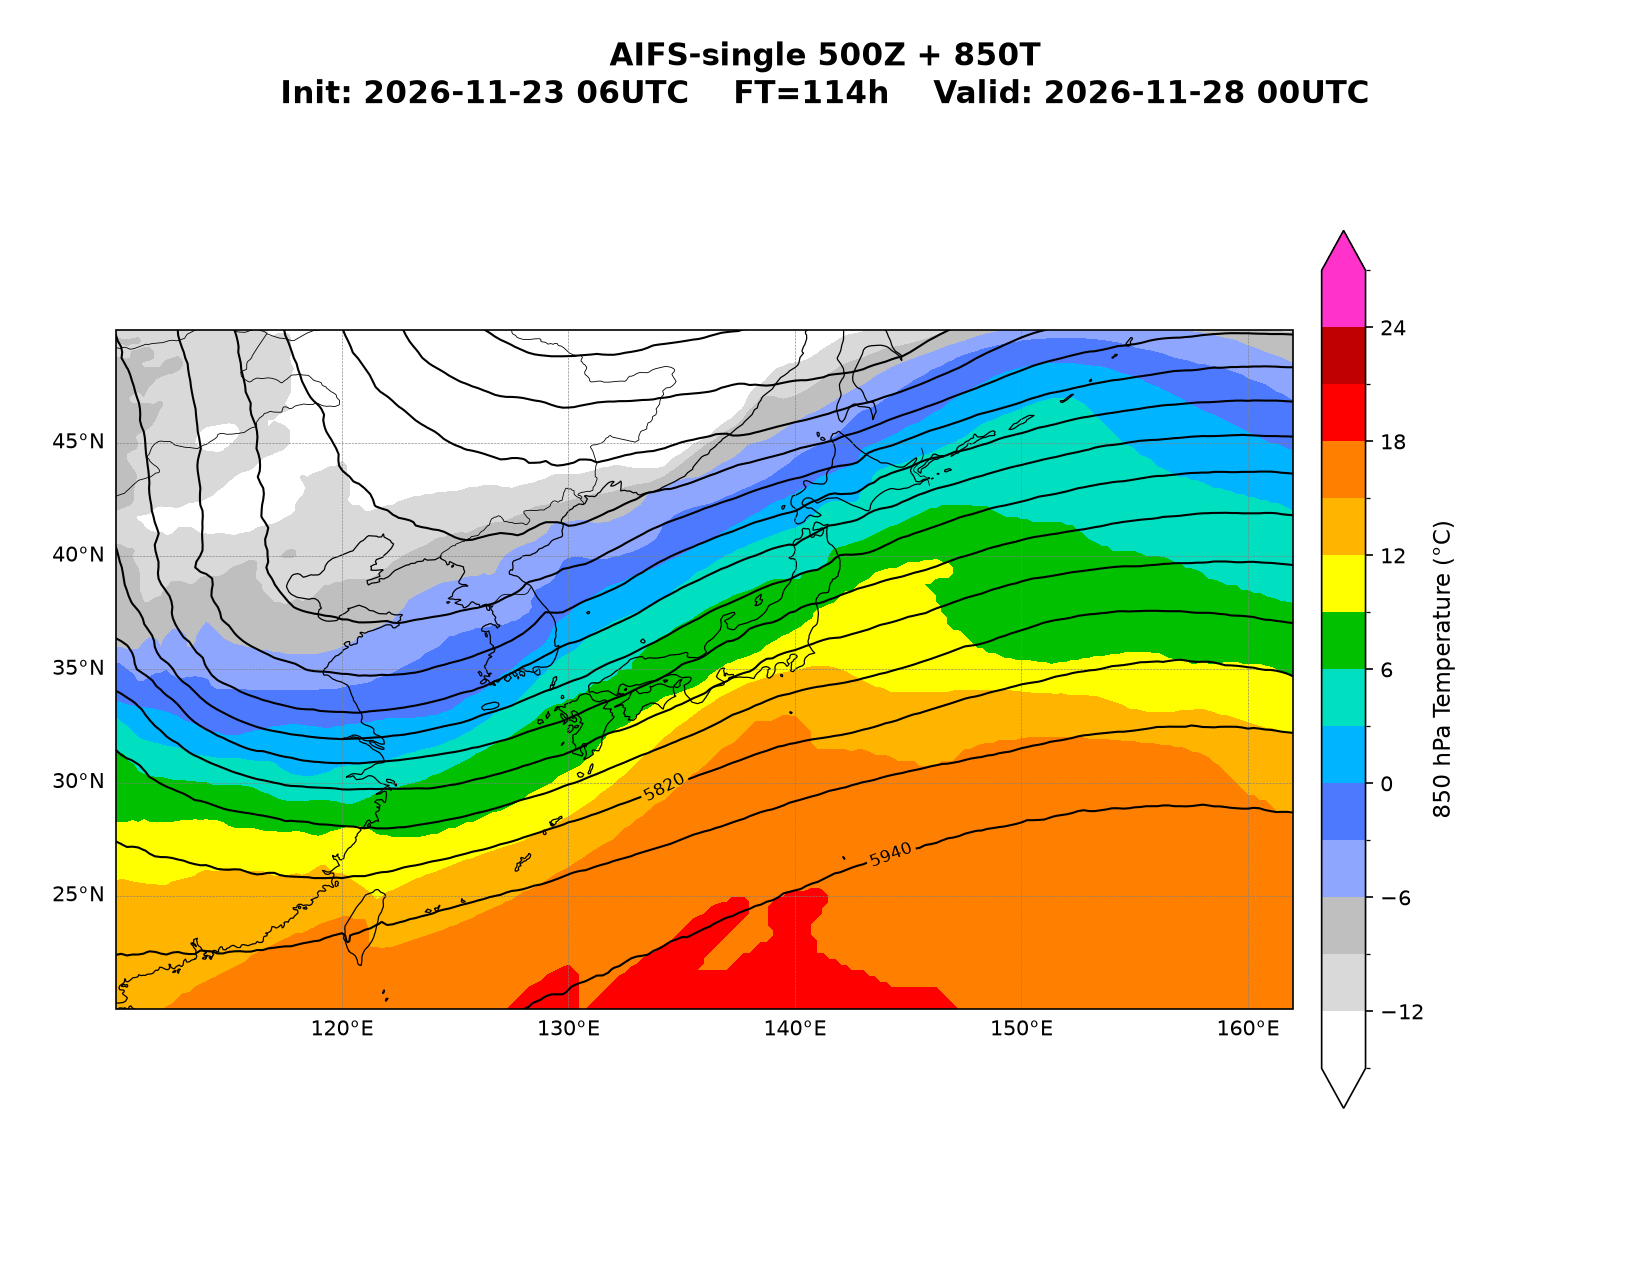 AIFS-single 500Z + 850T
Init: 2026-11-23 06UTC    FT=114h    Valid: 2026-11-28 00UTC
24
18
12
6
0
−6
−12
850 hPa Temperature (°C)
45°N
40°N
35°N
30°N
25°N
5820
5940
120°E
130°E
140°E
150°E
160°E